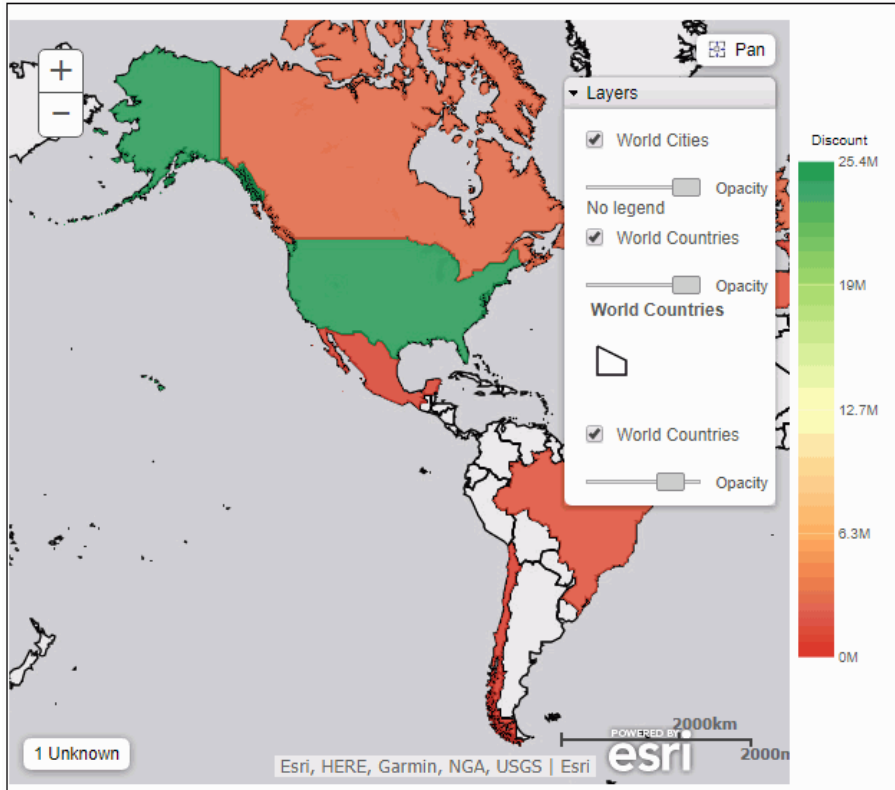 +
−
Pan
Layers
World Cities
Opacity
No legend
World Countries
Opacity
World Countries
World Countries
Opacity
Discount
25.4M
19M
12.7M
6.3M
0M
1 Unknown
Esri, HERE, Garmin, NGA, USGS | Esri
POWERED BY
esri
2000km
2000m